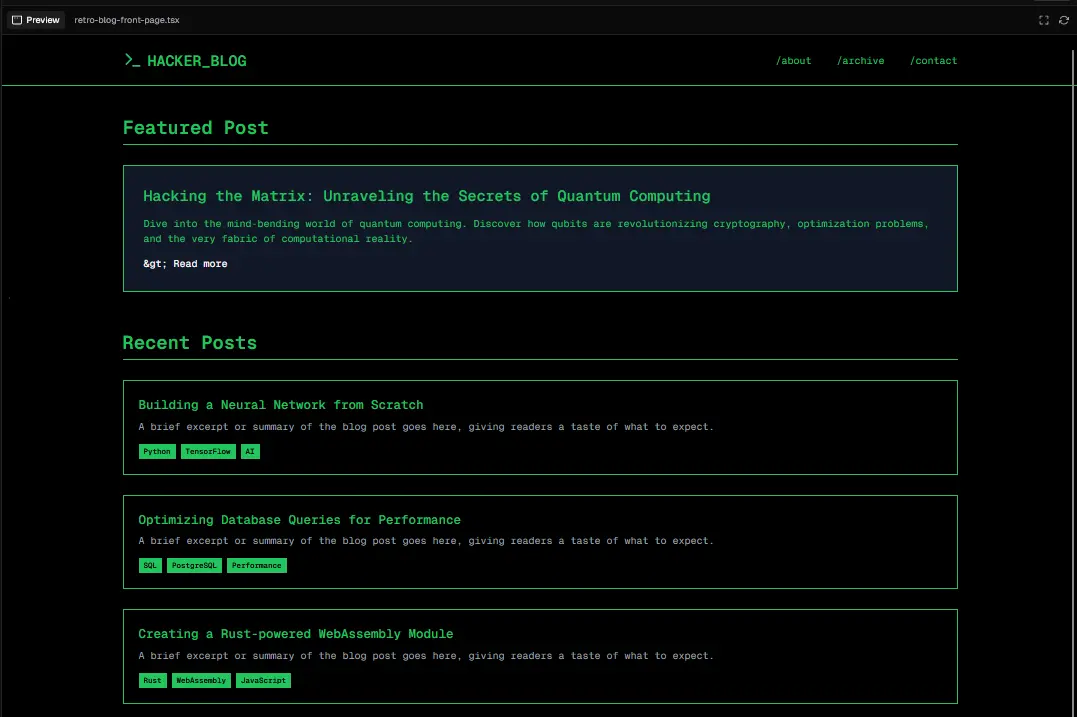 Preview retro-blog-front-page.tsx
>_ HACKER_BLOG /about /archive /contact
Featured Post
Hacking the Matrix: Unraveling the Secrets of Quantum Computing
Dive into the mind-bending world of quantum computing. Discover how qubits are revolutionizing cryptography, optimization problems,
and the very fabric of computational reality.
&gt; Read more
Recent Posts
Building a Neural Network from Scratch
A brief excerpt or summary of the blog post goes here, giving readers a taste of what to expect.
Python TensorFlow AI
Optimizing Database Queries for Performance
A brief excerpt or summary of the blog post goes here, giving readers a taste of what to expect.
SQL PostgreSQL Performance
Creating a Rust-powered WebAssembly Module
A brief excerpt or summary of the blog post goes here, giving readers a taste of what to expect.
Rust WebAssembly JavaScript